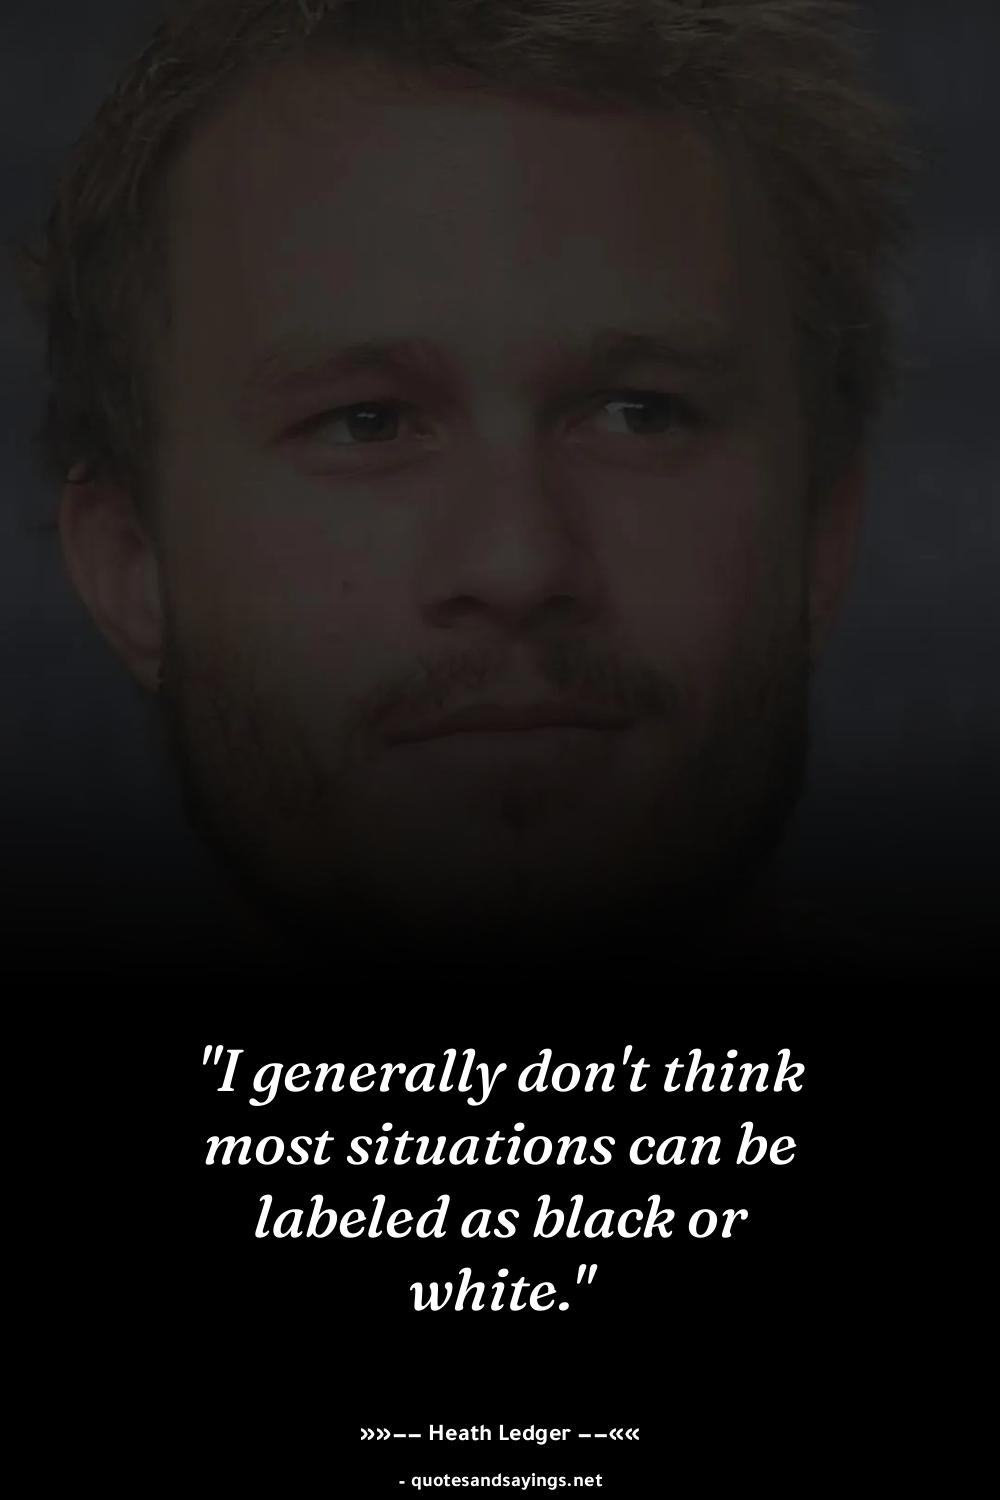 "I generally don't think
most situations can be
labeled as black or
white."
»»–– Heath Ledger ––««
- quotesandsayings.net